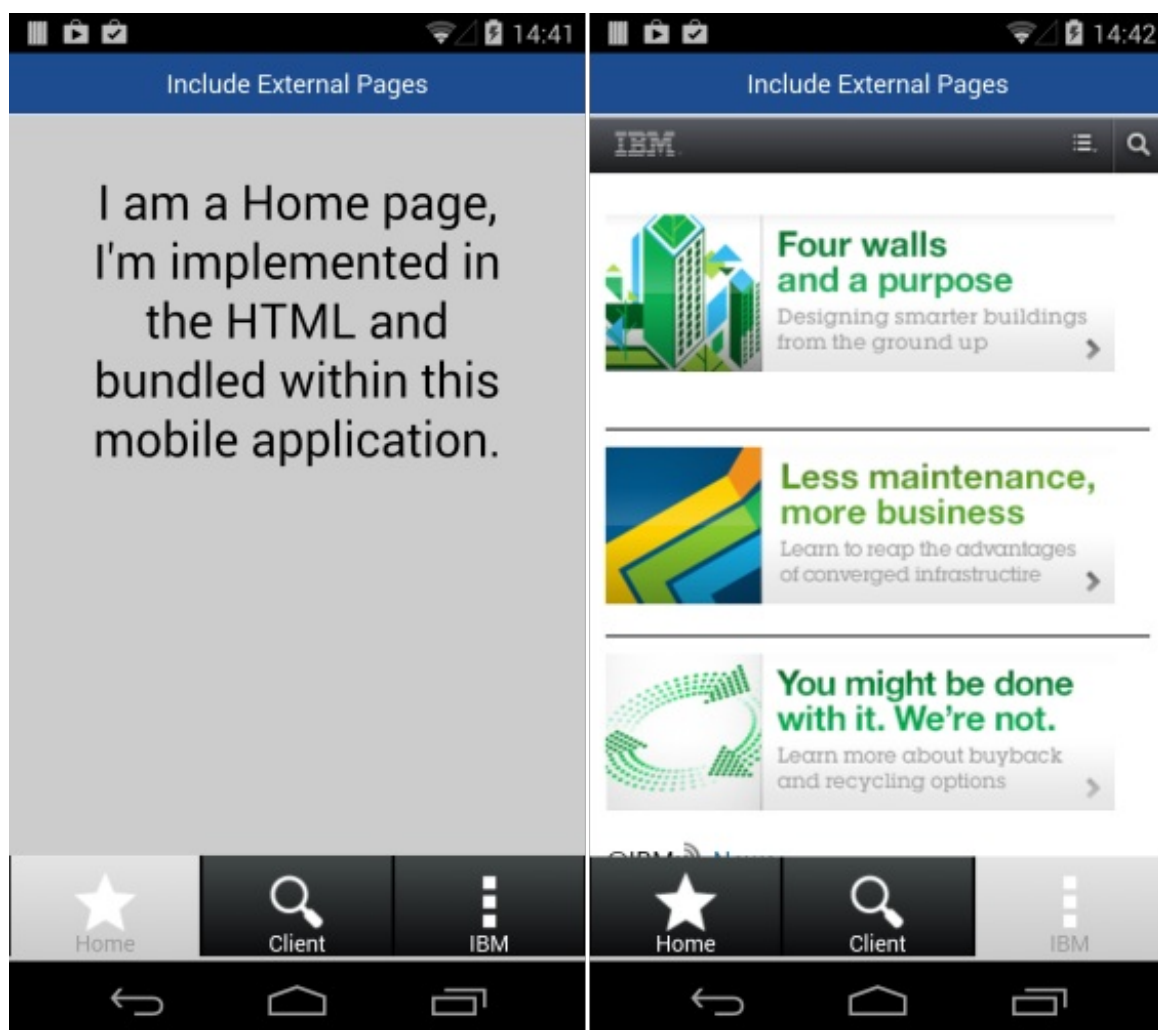 14:41
Include External Pages
I am a Home page,
I'm implemented in
the HTML and
bundled within this
mobile application.
Home
Client
IBM
14:42
Include External Pages
IBM
Four walls
and a purpose
Designing smarter buildings
from the ground up
Less maintenance,
more business
Learn to reap the advantages
of converged infrastructire
You might be done
with it. We're not.
Learn more about buyback
and recycling options
Home
Client
IBM